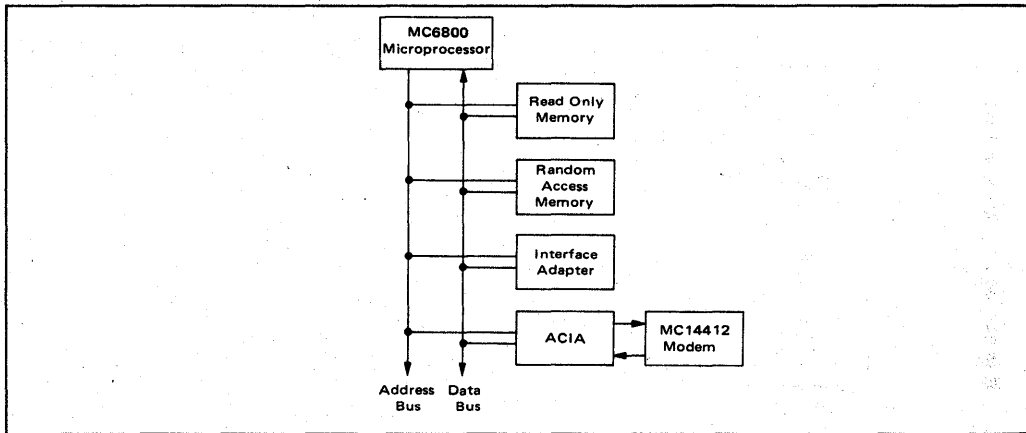 MC6800
Microprocessor
Read Only
Memory
Random
Access
Memory
Interface
Adapter
ACIA
MC14412
Modem
Address
Bus
Data
Bus